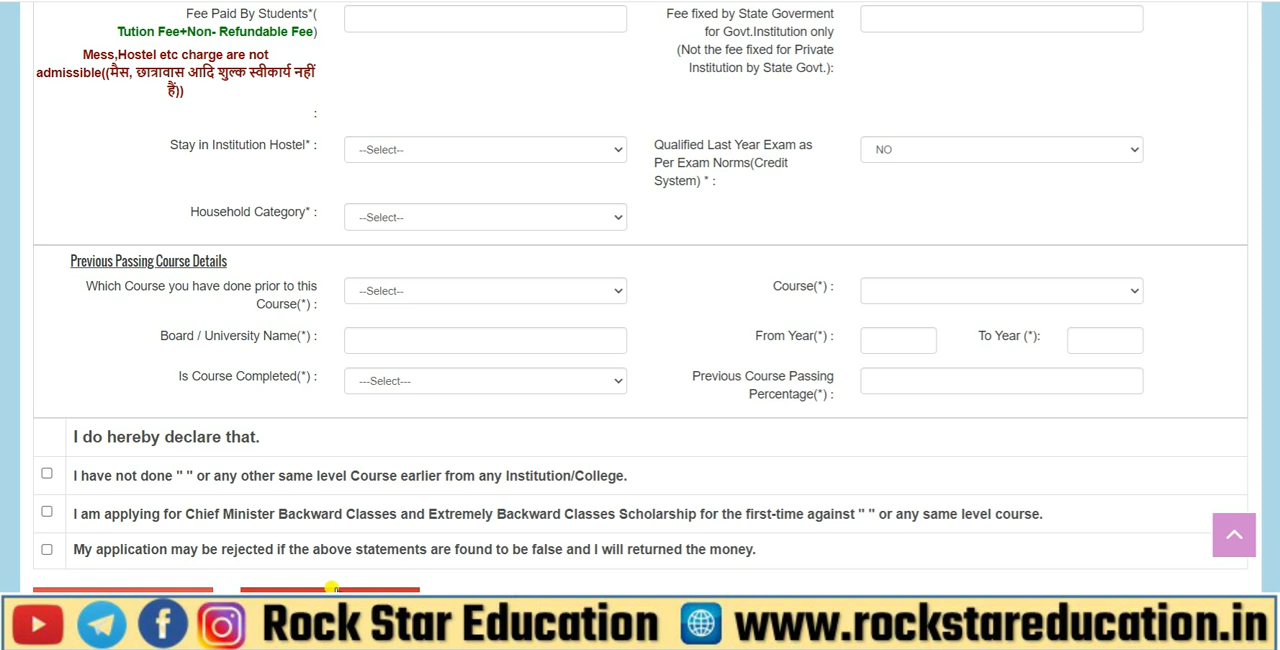 Fee Paid By Students*(
Tution Fee+Non- Refundable Fee)
Mess,Hostel etc charge are not
admissible((मैस, छात्रावास आदि शुल्क स्वीकार्य नहीं
हैं))
:
Fee fixed by State Goverment
for Govt.Institution only
(Not the fee fixed for Private
Institution by State Govt.):
Stay in Institution Hostel* :
--Select--
Qualified Last Year Exam as
Per Exam Norms(Credit
System) * :
NO
Household Category* :
--Select--
Previous Passing Course Details
Which Course you have done prior to this
Course(*) :
--Select--
Course(*) :
Board / University Name(*) :
From Year(*) :
To Year (*):
Is Course Completed(*) :
---Select---
Previous Course Passing
Percentage(*) :
I do hereby declare that.
I have not done " " or any other same level Course earlier from any Institution/College.
I am applying for Chief Minister Backward Classes and Extremely Backward Classes Scholarship for the first-time against " " or any same level course.
My application may be rejected if the above statements are found to be false and I will returned the money.
Rock Star Education www.rockstareducation.in